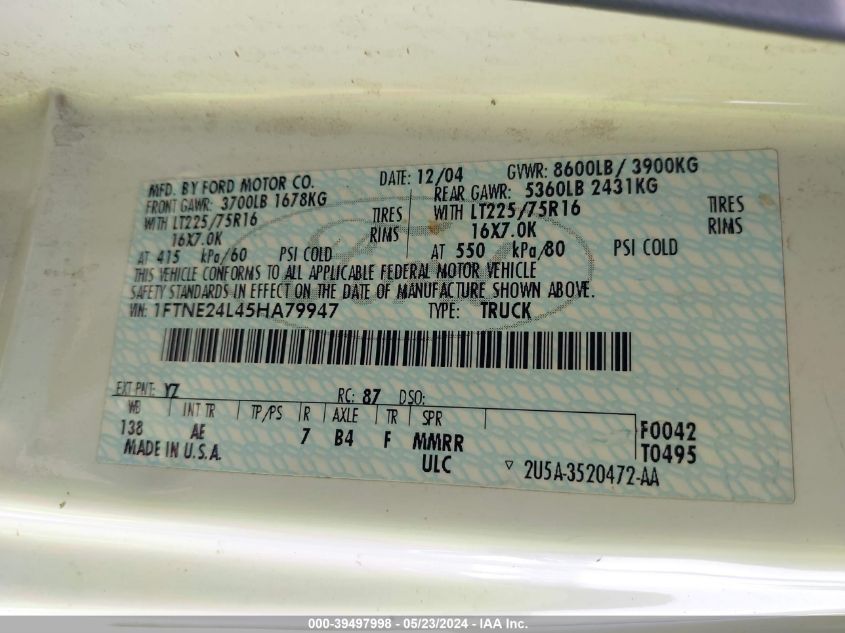 MFD. BY FORD MOTOR CO. DATE: 12/04 GVWR: 8600LB/ 3900KG
FRONT GAWR: 3700LB 1678KG REAR GAWR: 5360LB 2431KG
WITH LT225/75R16 TIRES WITH LT225/75R16 TIRES
16X7.0K RIMS 16X7.0K RIMS
AT 415 kPa/60 PSI COLD AT 550 kPa/80 PSI COLD
THIS VEHICLE CONFORMS TO ALL APPLICABLE FEDERAL MOTOR VEHICLE
SAFETY STANDARDS IN EFFECT ON THE DATE OF MANUFACTURE SHOWN ABOVE.
VIN: 1FTNE24L45HA79947 TYPE: TRUCK
EXT PNT: YZ RC: 87 DSO:
WB INT TR TP/PS R AXLE TR SPR
138 AE 7 B4 F MMRR F0042
MADE IN U.S.A. ULC T0495
▽ 2U5A-3520472-AA
000-39497998 - 05/23/2024 - IAA Inc.